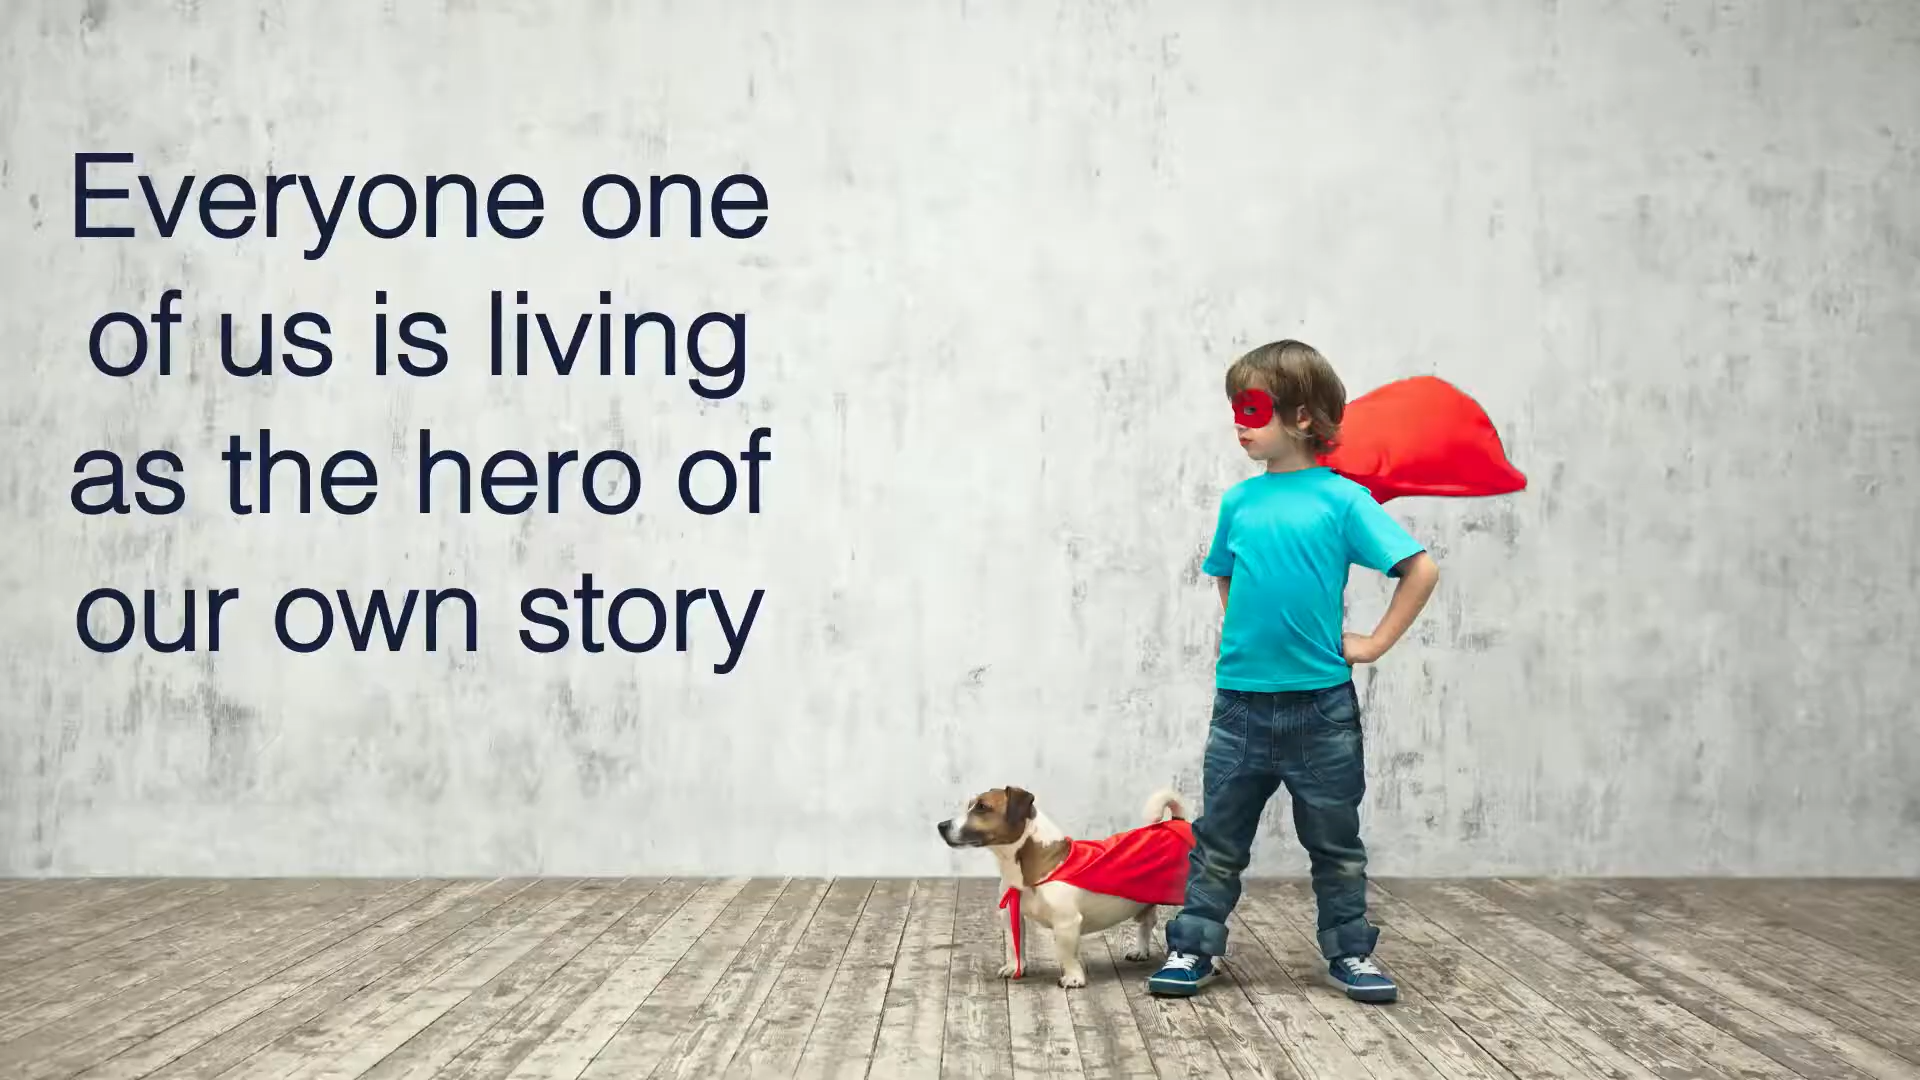 Everyone one
of us is living
as the hero of
our own story